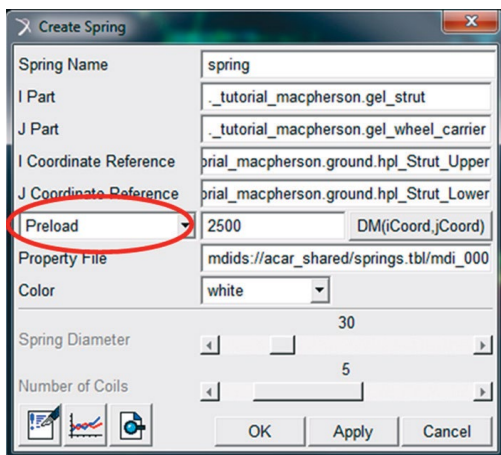 Create Spring
Spring Name spring
I Part ._tutorial_macpherson.gel_strut
J Part ._tutorial_macpherson.gel_wheel_carrier
I Coordinate Reference orial_macpherson.ground.hpl_Strut_Upper
J Coordinate Reference orial_macpherson.ground.hpl_Strut_Lower
Preload 2500 DM(iCoord,jCoord)
Property File mdids://acar_shared/springs.tbl/mdi_000
Color white
30
Spring Diameter
5
Number of Coils
OK Apply Cancel